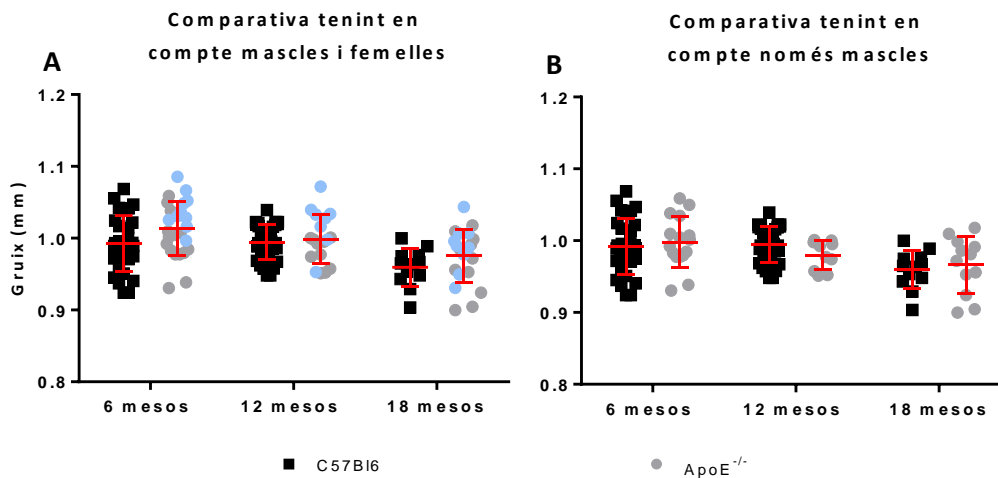 Comparativa tenint en
compte mascles i femelles
A
Gruix (mm)
1.2
1.1
1.0
0.9
0.8
6 mesos
12 mesos
18 mesos
Comparativa tenint en
compte només mascles
B
1.2
1.1
1.0
0.9
0.8
6 mesos
12 mesos
18 mesos
C57Bl6
ApoE-/-